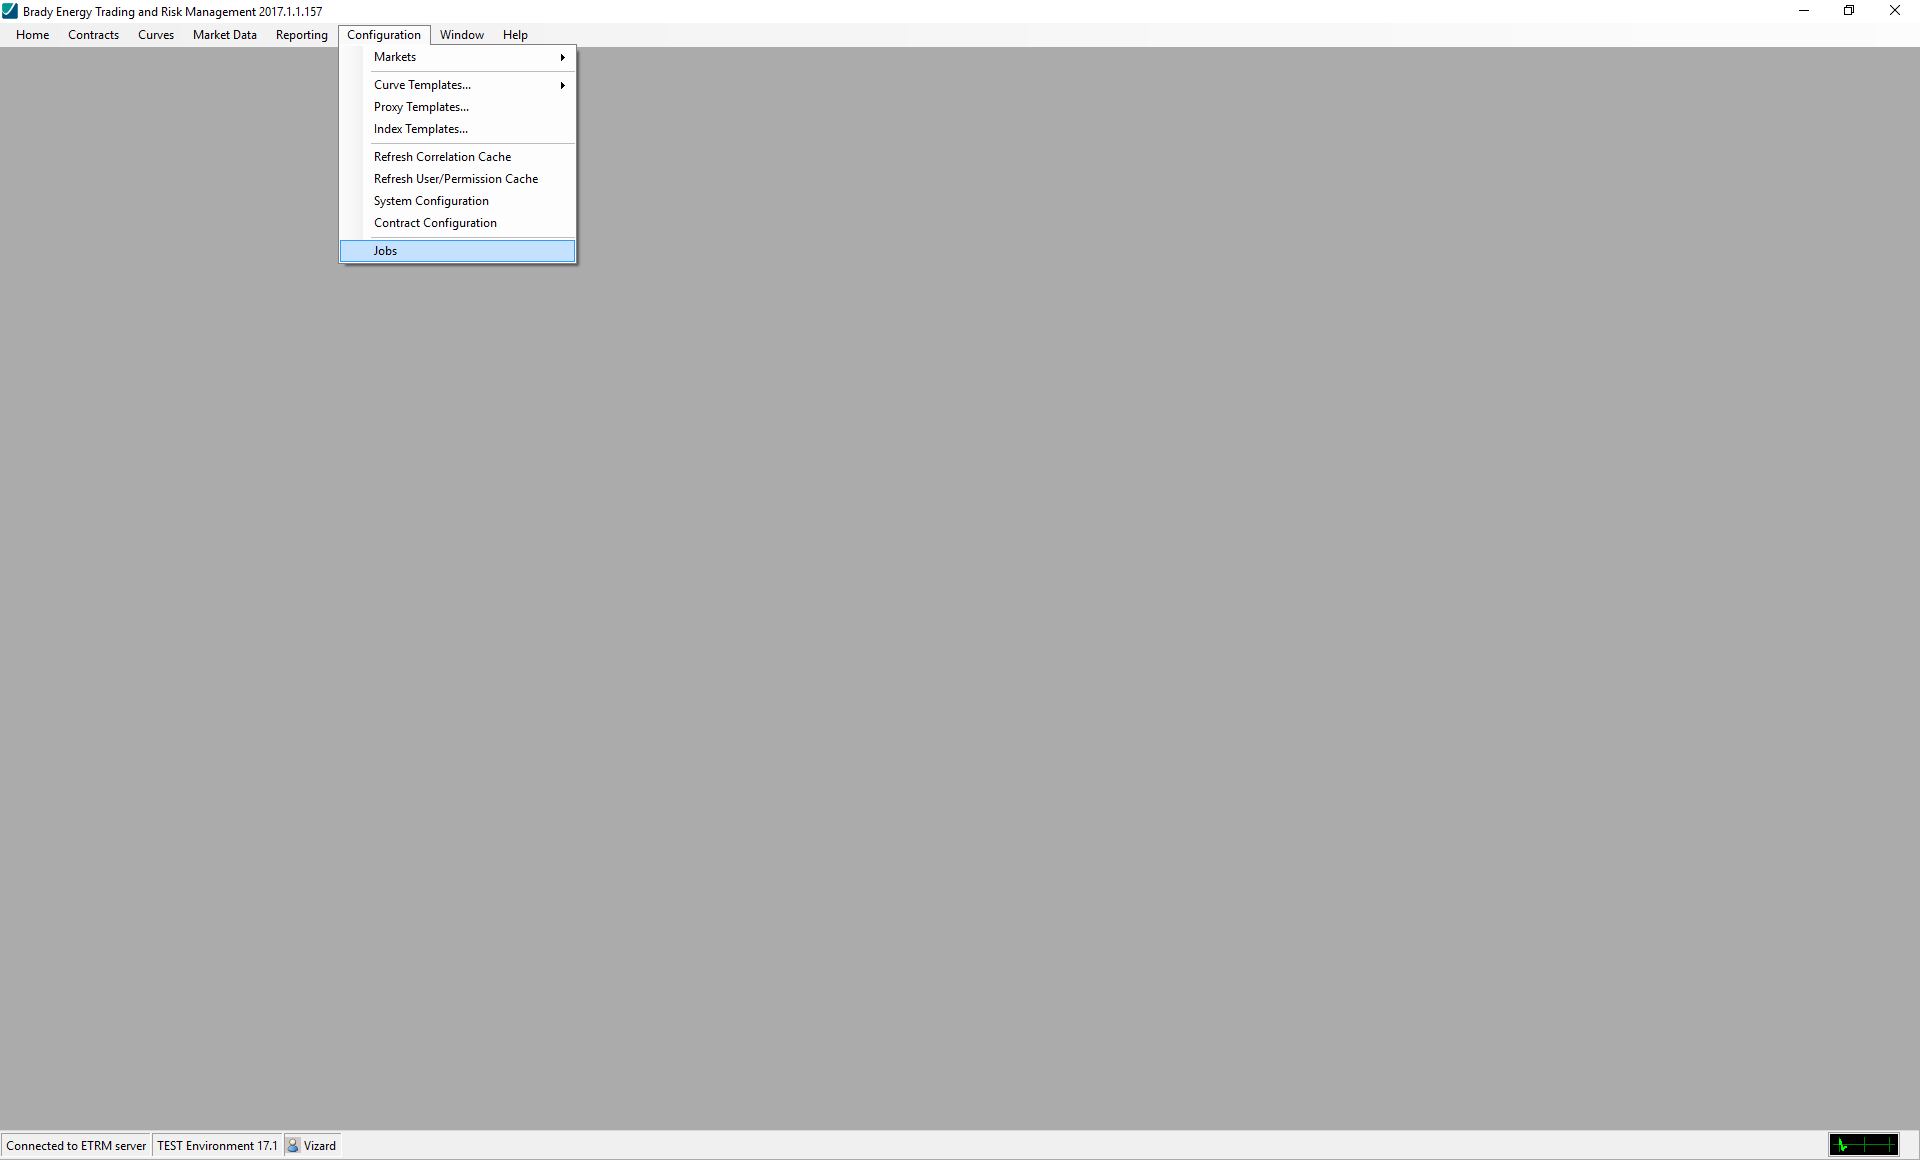 Brady Energy Trading and Risk Management 2017.1.1.157
Home Contracts Curves Market Data Reporting Configuration Window Help
Markets
Curve Templates...
Proxy Templates...
Index Templates...
Refresh Correlation Cache
Refresh User/Permission Cache
System Configuration
Contract Configuration
Jobs
Connected to ETRM server TEST Environment 17.1 Vizard